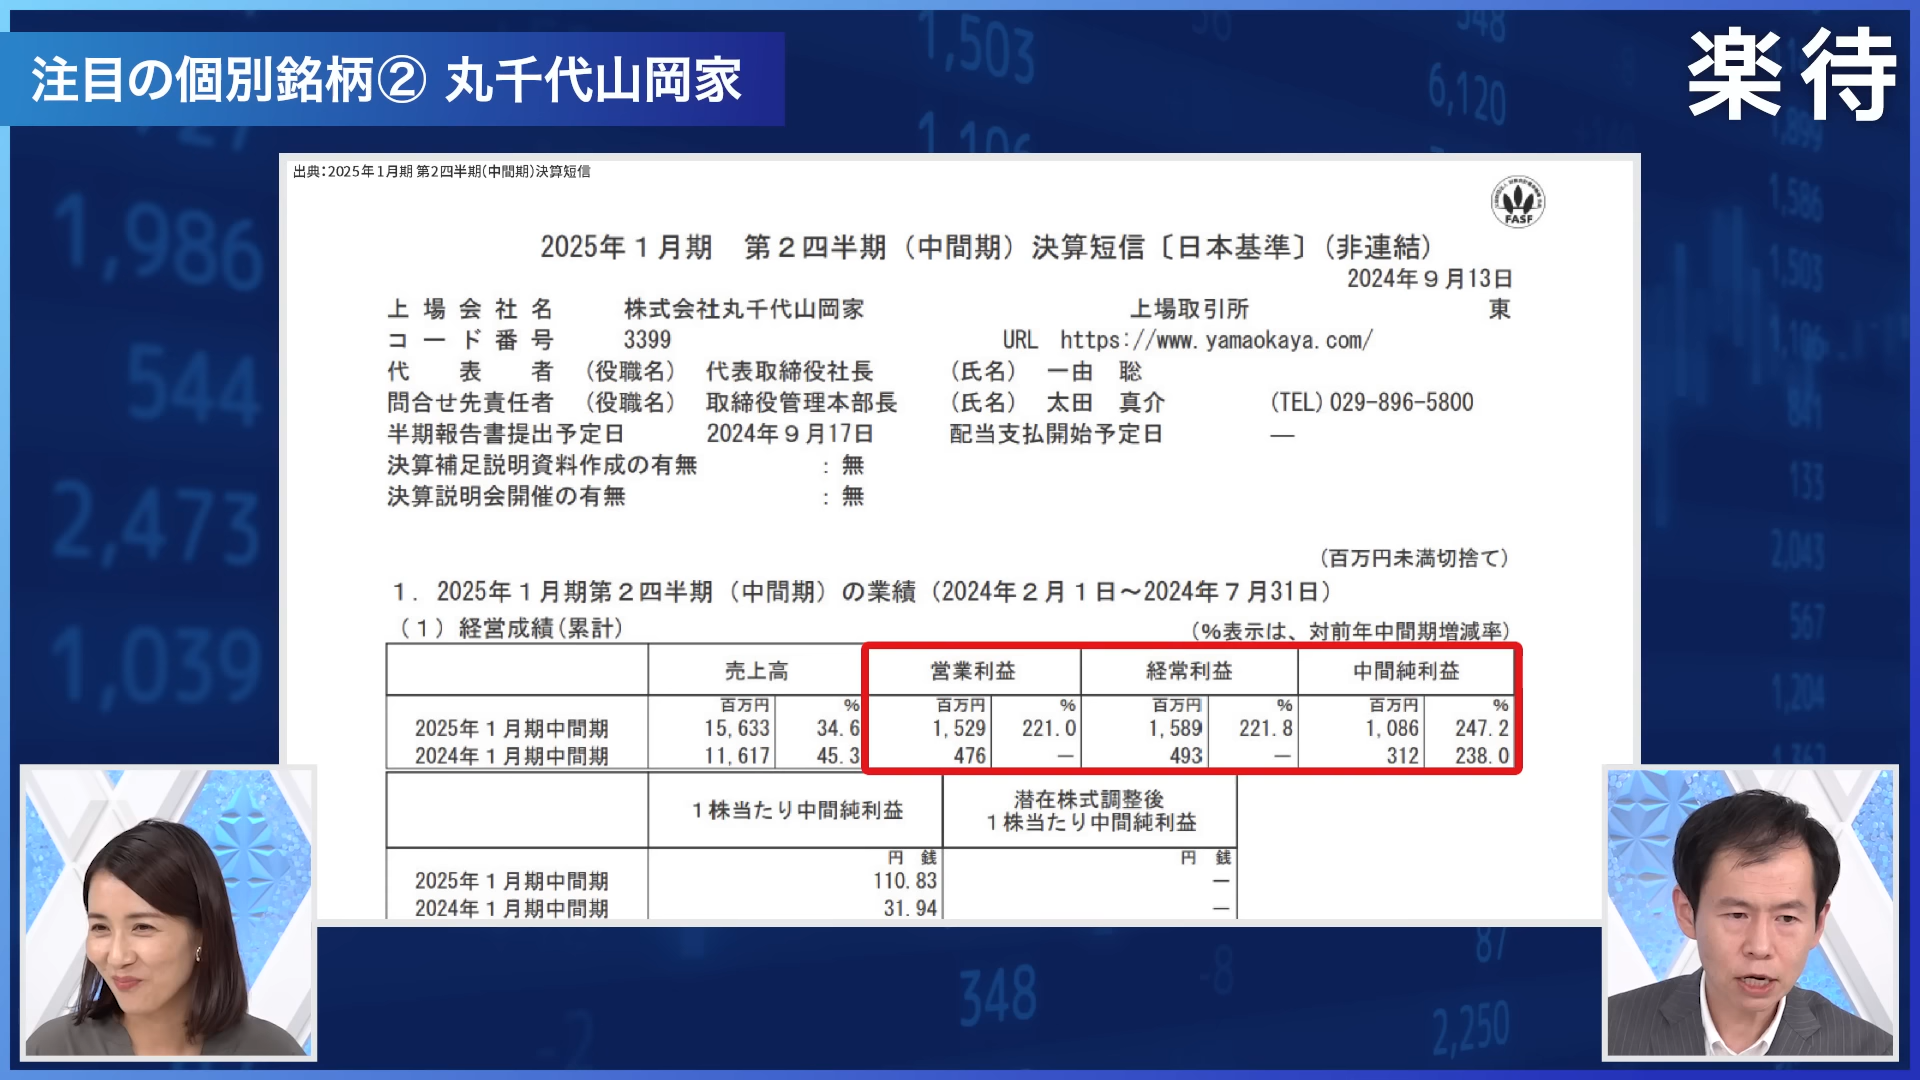 注目の個別銘柄② 丸千代山岡家
楽待
出典：2025年1月期 第2四半期(中間期)決算短信
FASF
2025年１月期　第２四半期（中間期）決算短信〔日本基準〕（非連結）
2024年９月13日
上場会社名　株式会社丸千代山岡家　上場取引所　東
コード番号　3399　URL　https://www.yamaokaya.com/
代表者　（役職名）　代表取締役社長　（氏名）　一由　聡
問合せ先責任者　（役職名）　取締役管理本部長　（氏名）　太田　真介　（TEL）029-896-5800
半期報告書提出予定日　2024年９月17日　配当支払開始予定日　―
決算補足説明資料作成の有無　：無
決算説明会開催の有無　：無
（百万円未満切捨て）
１．2025年１月期第２四半期（中間期）の業績（2024年２月１日～2024年７月31日）
（１）経営成績(累計)　（％表示は、対前年中間期増減率）
売上高　営業利益　経常利益　中間純利益
百万円　％　百万円　％　百万円　％　百万円　％
2025年１月期中間期　15,633　34.6　1,529　221.0　1,589　221.8　1,086　247.2
2024年１月期中間期　11,617　45.3　476　―　493　―　312　238.0
１株当たり中間純利益　潜在株式調整後
１株当たり中間純利益
円　銭　円　銭
2025年１月期中間期　110.83　―
2024年１月期中間期　31.94　―
1,986
544
2,473
1,039
1,503
6,120
348
2,250